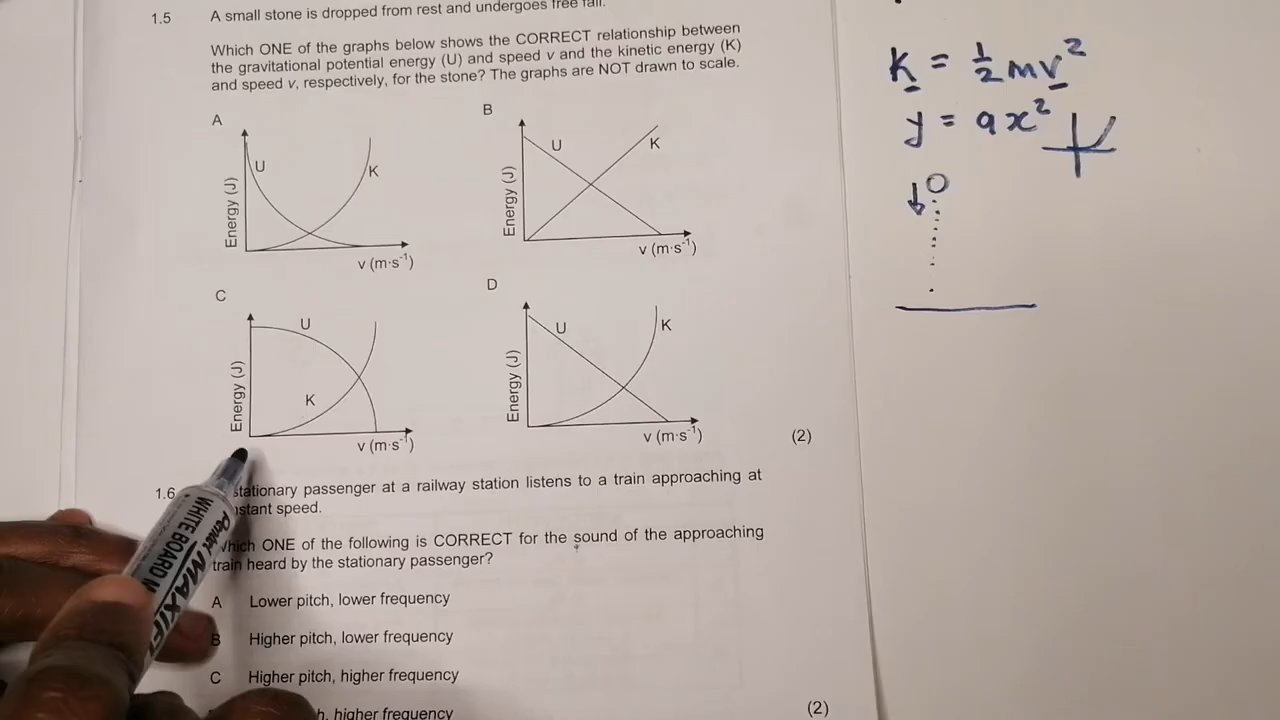 1.5 A small stone is dropped from rest and undergoes free fall.
Which ONE of the graphs below shows the CORRECT relationship between
the gravitational potential energy (U) and speed v and the kinetic energy (K)
and speed v, respectively, for the stone? The graphs are NOT drawn to scale.
A
U
K
Energy (J)
v (m·s⁻¹)
B
U
K
Energy (J)
v (m·s⁻¹)
C
U
K
Energy (J)
v (m·s⁻¹)
D
U
K
Energy (J)
v (m·s⁻¹)
(2)
1.6 stationary passenger at a railway station listens to a train approaching at
nstant speed.
hich ONE of the following is CORRECT for the sound of the approaching
train heard by the stationary passenger?
A Lower pitch, lower frequency
B Higher pitch, lower frequency
C Higher pitch, higher frequency
h, higher frequency
(2)
K = ½mv²
y = ax²
Pentel MAXIF
WHITE BOARD M